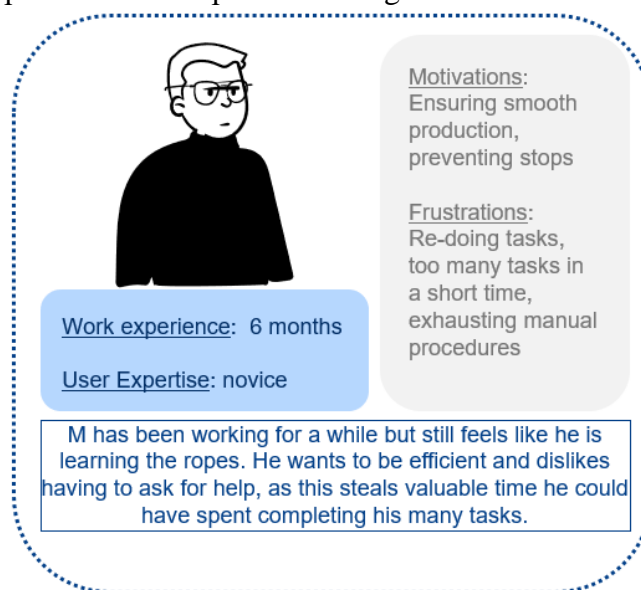 Motivations:
Ensuring smooth
production,
preventing stops
Frustrations:
Re-doing tasks,
too many tasks in
a short time,
exhausting manual
procedures
Work experience: 6 months
User Expertise: novice
M has been working for a while but still feels like he is
learning the ropes. He wants to be efficient and dislikes
having to ask for help, as this steals valuable time he could
have spent completing his many tasks.